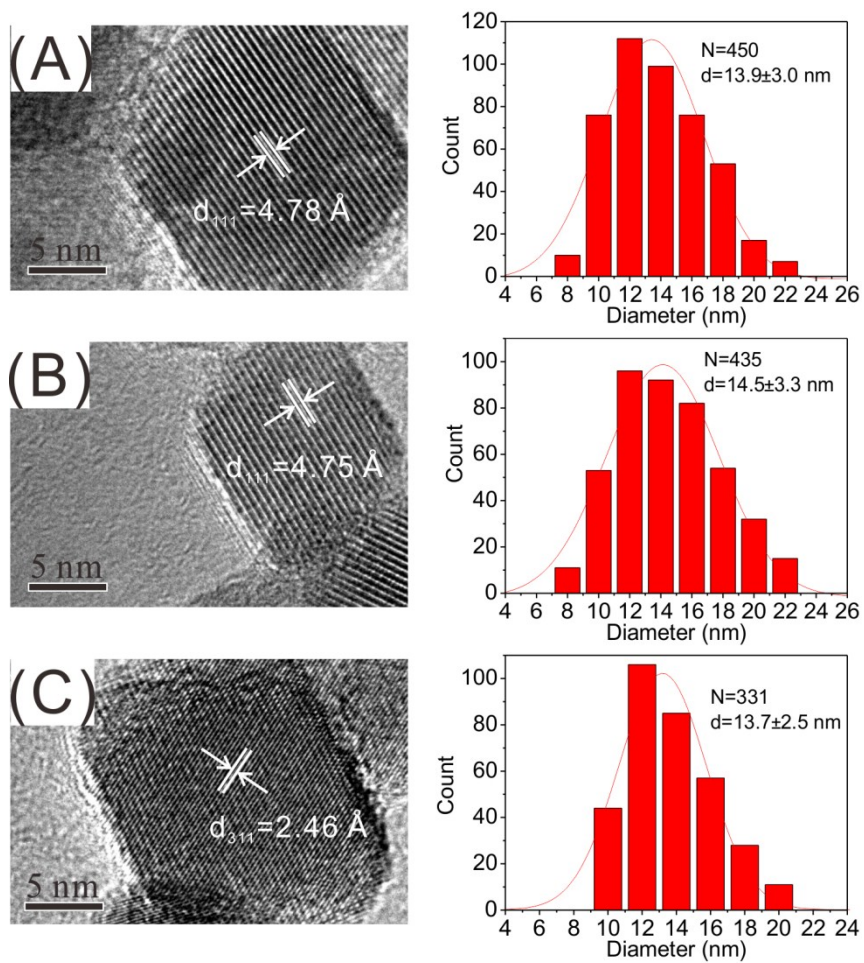 (A)
d111=4.78 Å
5 nm
N=450
d=13.9±3.0 nm
Count
120
100
80
60
40
20
0
4 6 8 10 12 14 16 18 20 22 24 26
Diameter (nm)
(B)
d111=4.75 Å
5 nm
N=435
d=14.5±3.3 nm
Count
100
80
60
40
20
0
4 6 8 10 12 14 16 18 20 22 24 26
Diameter (nm)
(C)
d311=2.46 Å
5 nm
N=331
d=13.7±2.5 nm
Count
100
80
60
40
20
0
4 6 8 10 12 14 16 18 20 22 24
Diameter (nm)